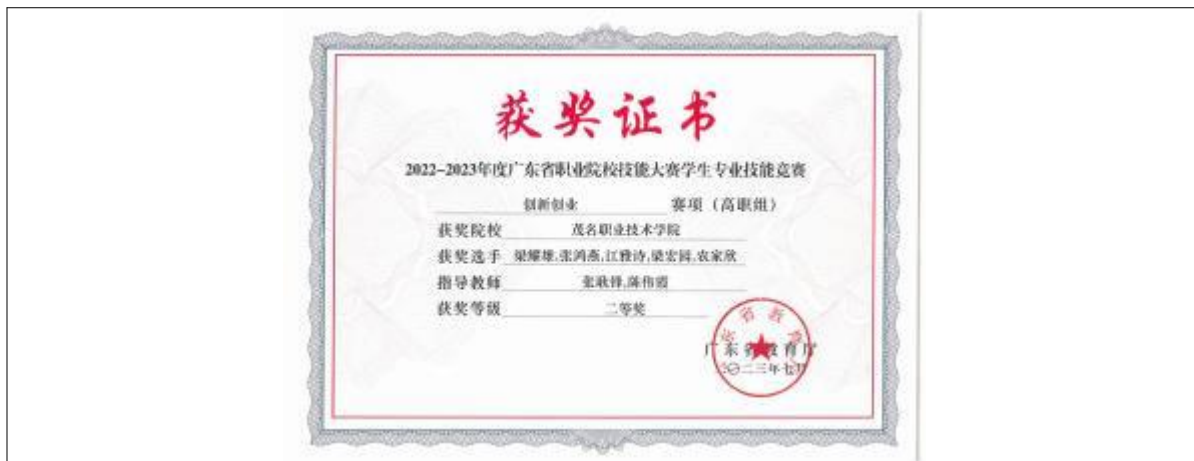 获奖证书
2022-2023年度广东省职业院校技能大赛学生专业技能竞赛
创新创业 赛项(高职组)
获奖院校 茂名职业技术学院
获奖选手 梁耀雄,张鸿燕,江雅诗,梁宏园,农家欣
指导教师 张耿锋,陈伟霞
获奖等级 二等奖
广东省教育厅
二〇二三年七月